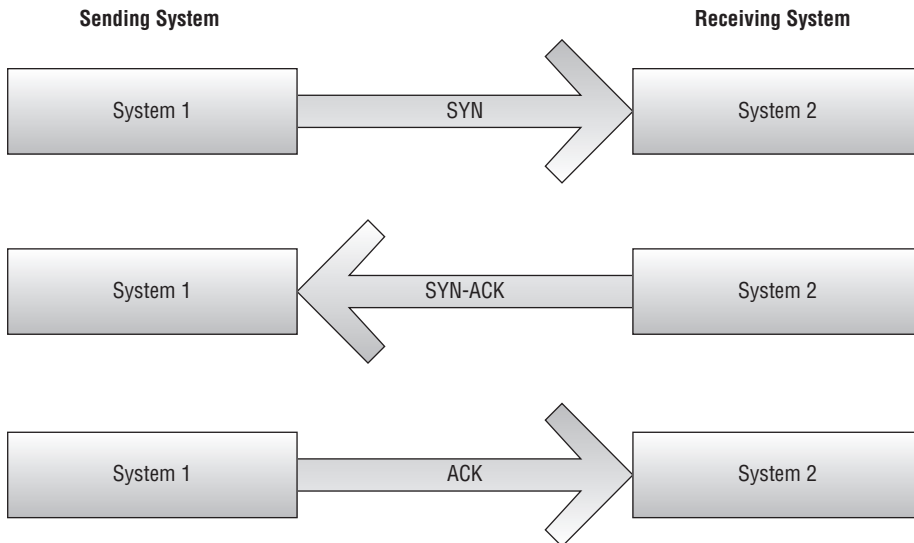 Sending System
Receiving System
System 1
SYN
System 2
System 1
SYN-ACK
System 2
System 1
ACK
System 2